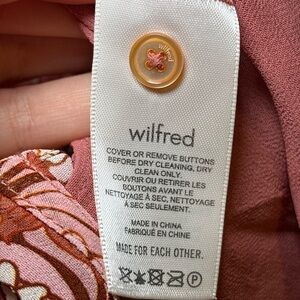 wilfred
wilfred
COVER OR REMOVE BUTTONS
BEFORE DRY CLEANING, DRY
CLEAN ONLY.
COUVRIR OU RETIRER LES
BOUTONS AVANT LE
NETTOYAGE À SEC, NETTOYAGE
À SEC SEULEMENT.
MADE IN CHINA
FABRIQUÉ EN CHINE
MADE FOR EACH OTHER.
P